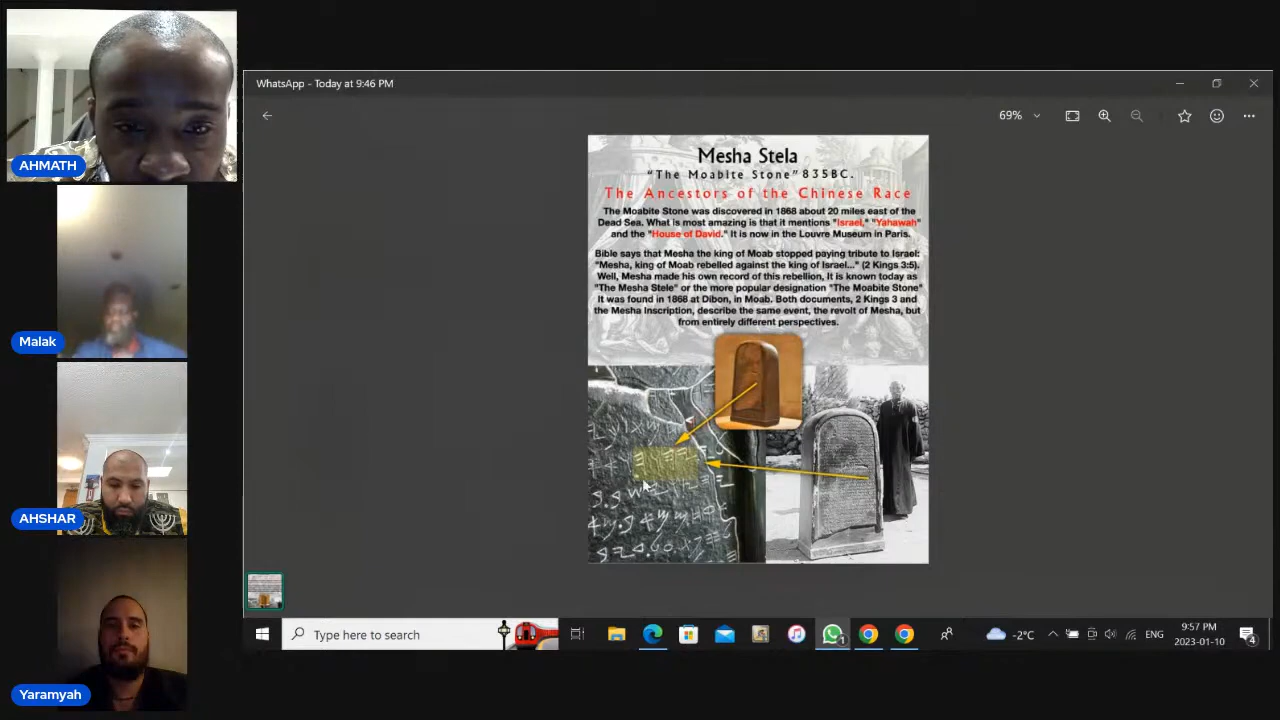 AHMATH
Malak
AHSHAR
Yaramyah
WhatsApp - Today at 9:46 PM
69%
Mesha Stela
"The Moabite Stone" 835BC.
The Ancestors of the Chinese Race
The Moabite Stone was discovered in 1868 about 20 miles east of the
Dead Sea. What is most amazing is that it mentions "Israel," "Yahawah"
and the "House of David." It is now in the Louvre Museum in Paris.
Bible says that Mesha the king of Moab stopped paying tribute to Israel:
"Mesha, king of Moab rebelled against the king of Israel..." (2 Kings 3:5).
Well, Mesha made his own record of this rebellion, It is known today as
"The Mesha Stele" or the more popular designation "The Moabite Stone"
It was found in 1868 at Dibon, in Moab. Both documents, 2 Kings 3 and
the Mesha Inscription, describe the same event, the revolt of Mesha, but
from entirely different perspectives.
Type here to search
1
-2°C
ENG
9:57 PM
2023-01-10
4